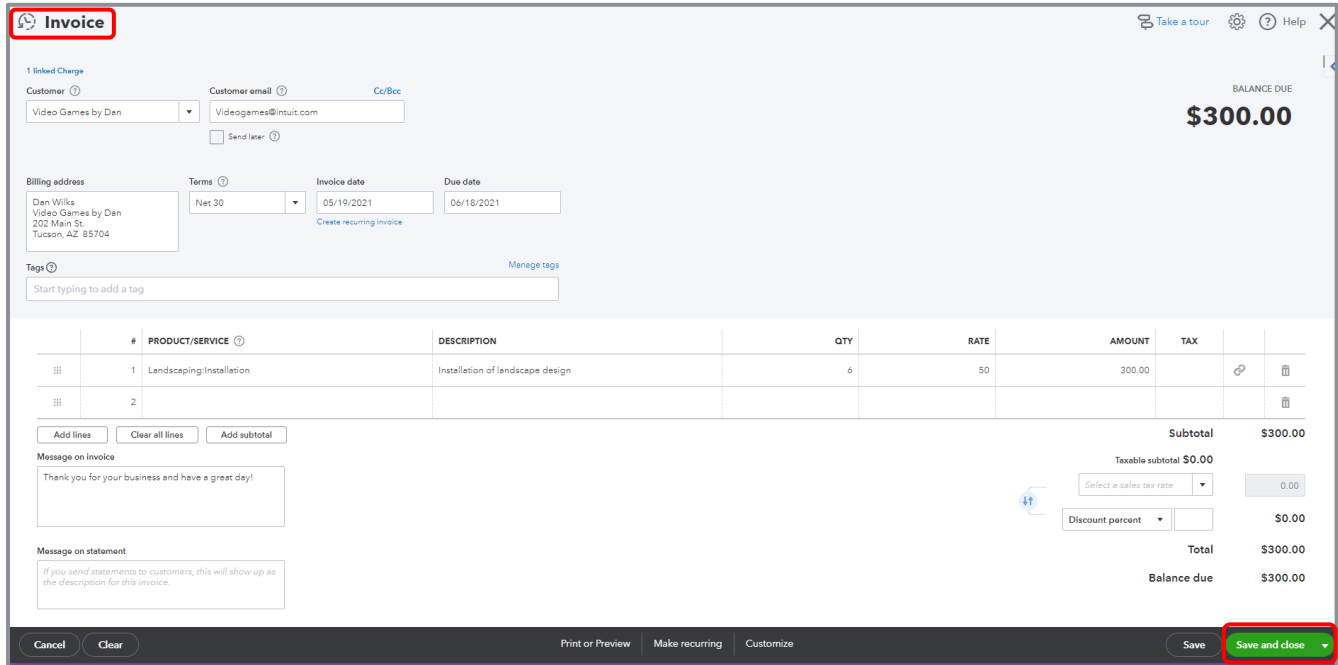 Invoice
Take a tour
Help
1 linked Charge
Customer
Customer email
Cc/Bcc
BALANCE DUE
Video Games by Dan
Videogames@intuit.com
$300.00
Send later
Billing address
Terms
Invoice date
Due date
Dan Wilks
Video Games by Dan
202 Main St.
Tucson, AZ 85704
Net 30
05/19/2021
06/18/2021
Create recurring invoice
Tags
Manage tags
Start typing to add a tag
# PRODUCT/SERVICE DESCRIPTION QTY RATE AMOUNT TAX
1 Landscaping:Installation Installation of landscape design 6 50 300.00
2
Add lines
Clear all lines
Add subtotal
Subtotal $300.00
Message on invoice
Taxable subtotal $0.00
Thank you for your business and have a great day!
Select a sales tax rate
0.00
Discount percent
$0.00
Message on statement
Total $300.00
If you send statements to customers, this will show up as
the description for this invoice.
Balance due $300.00
Cancel
Clear
Print or Preview
Make recurring
Customize
Save
Save and close